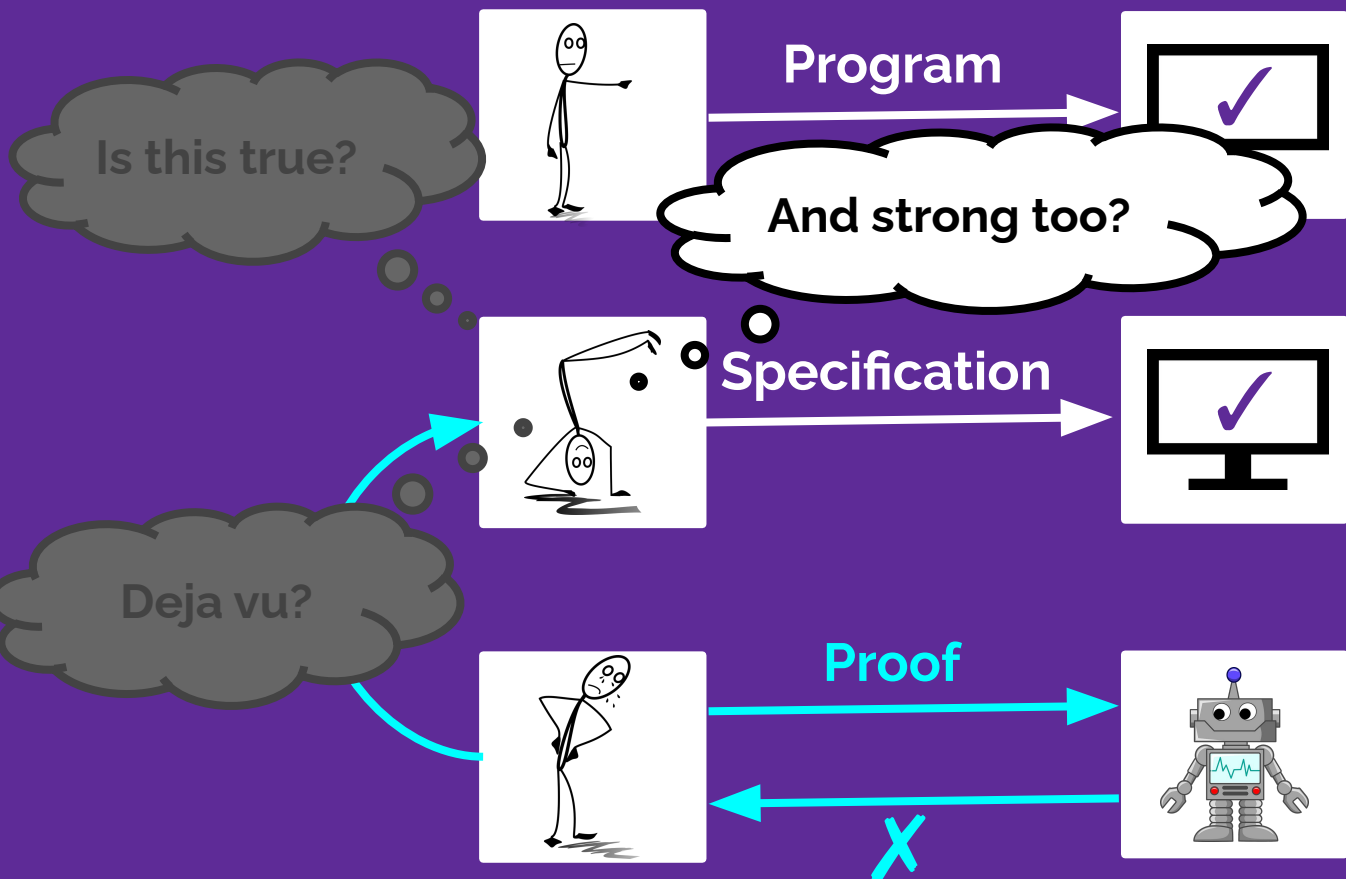 Program
Is this true?
And strong too?
Specification
Deja vu?
Proof